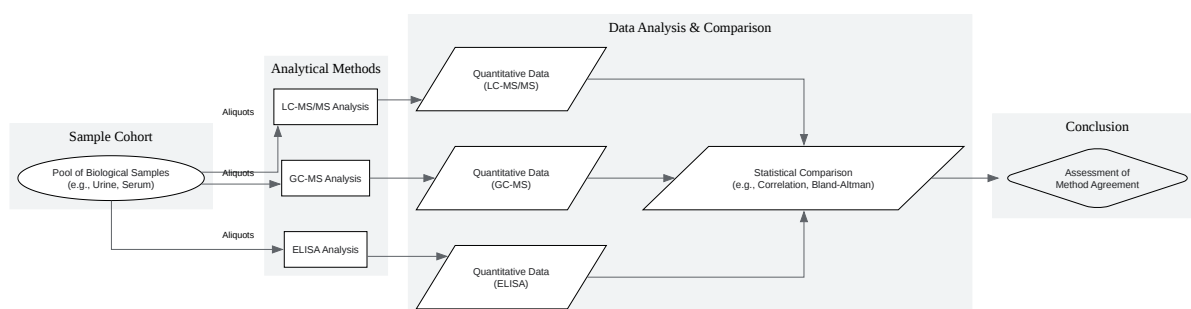 Data Analysis & Comparison
Analytical Methods
Quantitative Data
(LC-MS/MS)
LC-MS/MS Analysis
Aliquots
Sample Cohort
Conclusion
Pool of Biological Samples
(e.g., Urine, Serum)
Aliquots
GC-MS Analysis
Quantitative Data
(GC-MS)
Statistical Comparison
(e.g., Correlation, Bland-Altman)
Assessment of
Method Agreement
Aliquots
ELISA Analysis
Quantitative Data
(ELISA)